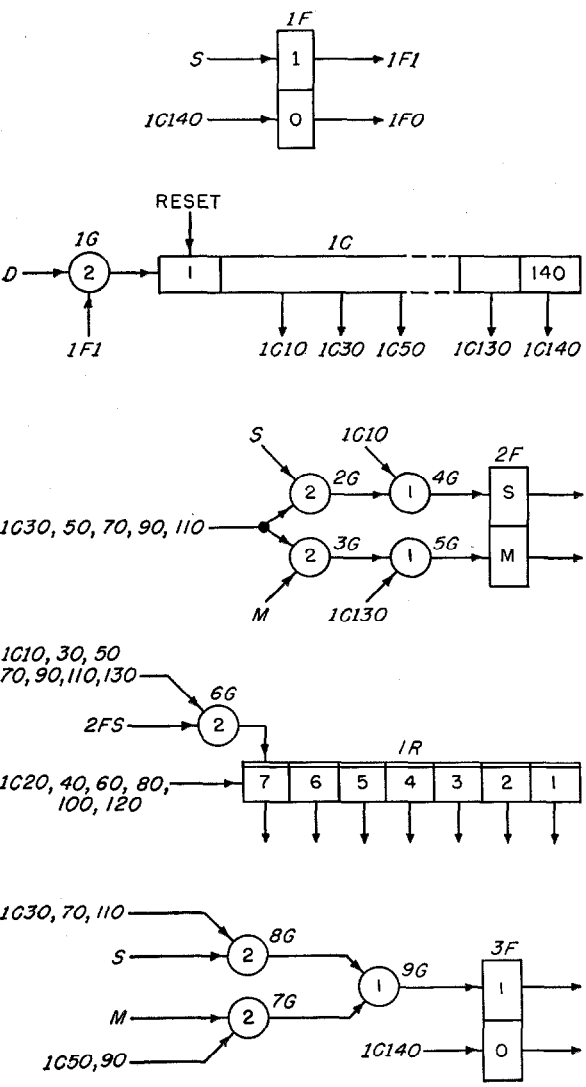 1F
S 1 1F1
1C140 0 1F0
RESET
1G 1C
D 2 1 140
1F1 1C10 1C30 1C50 1C130 1C140
S 1C10 2F
2 2G 1 4G S
1C30, 50, 70, 90, 110
2 3G 1 5G M
M 1C130
1C10, 30, 50
70, 90, 110, 130
6G
2FS 2
1R
1C20, 40, 60, 80, 7 6 5 4 3 2 1
100, 120
1C30, 70, 110
8G
S 2 9G 3F
1 1
M 2 7G
1C50, 90 1C140 0